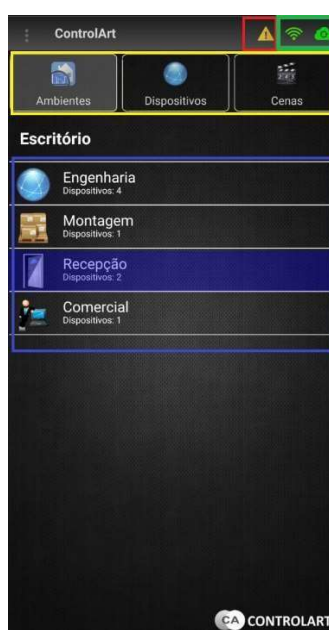 ControlArt
Ambientes Dispositivos Cenas
Escritório
Engenharia
Dispositivos: 4
Montagem
Dispositivos: 1
Recepção
Dispositivos: 2
Comercial
Dispositivos: 1
CA CONTROLART